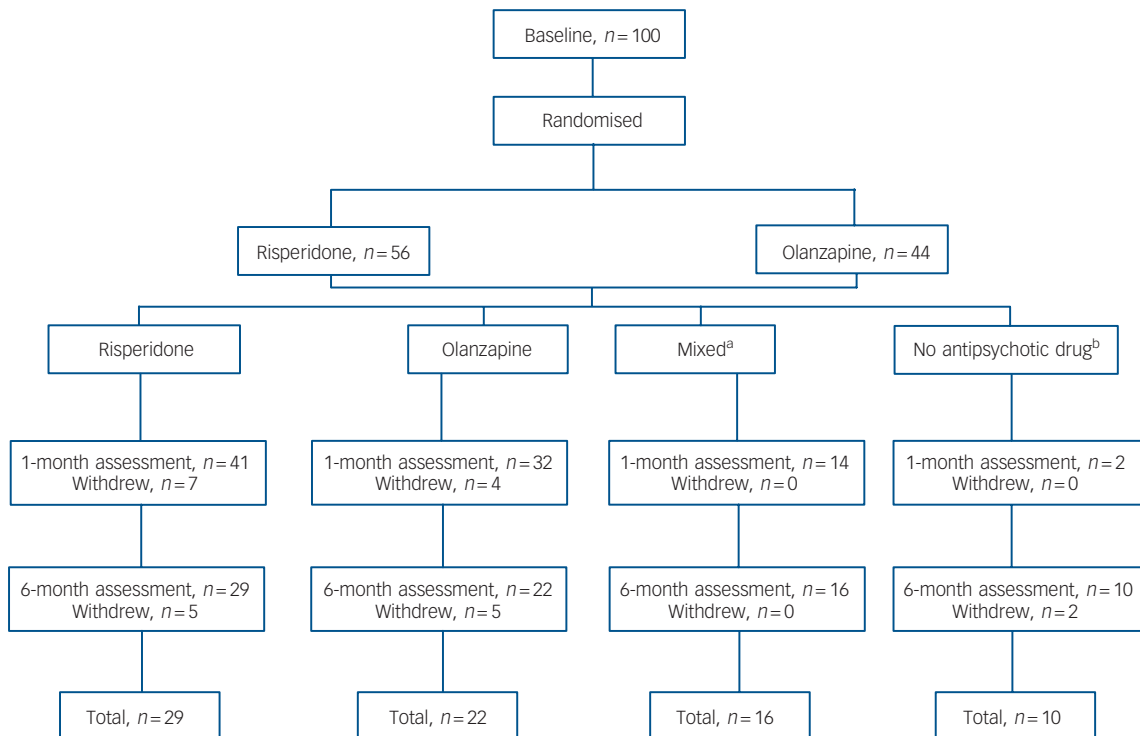 Baseline, n=100
Randomised
Risperidone, n=56
Olanzapine, n=44
Risperidone
Olanzapine
Mixedᵃ
No antipsychotic drugᵇ
1-month assessment, n=41
Withdrew, n=7
1-month assessment, n=32
Withdrew, n=4
1-month assessment, n=14
Withdrew, n=0
1-month assessment, n=2
Withdrew, n=0
6-month assessment, n=29
Withdrew, n=5
6-month assessment, n=22
Withdrew, n=5
6-month assessment, n=16
Withdrew, n=0
6-month assessment, n=10
Withdrew, n=2
Total, n=29
Total, n=22
Total, n=16
Total, n=10